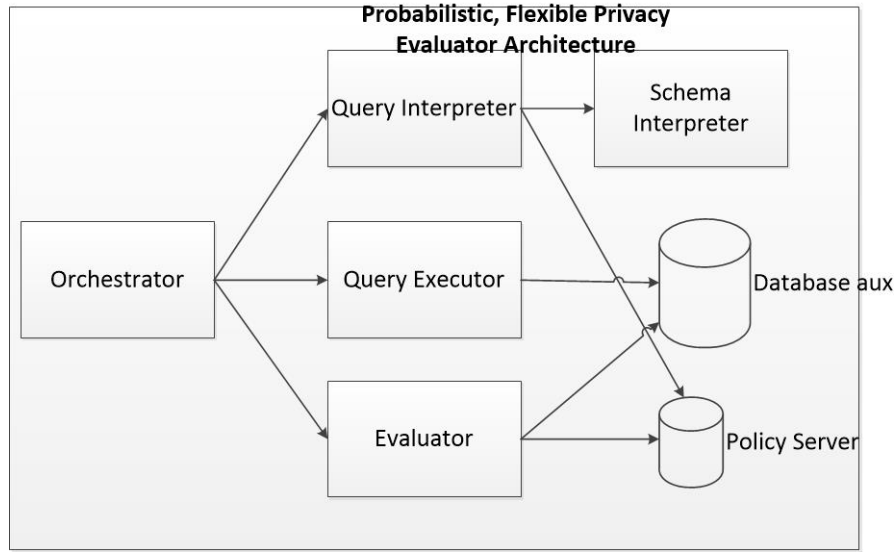 Probabilistic, Flexible Privacy
Evaluator Architecture
Query Interpreter
Schema
Interpreter
Orchestrator
Query Executor
Database aux
Evaluator
Policy Server